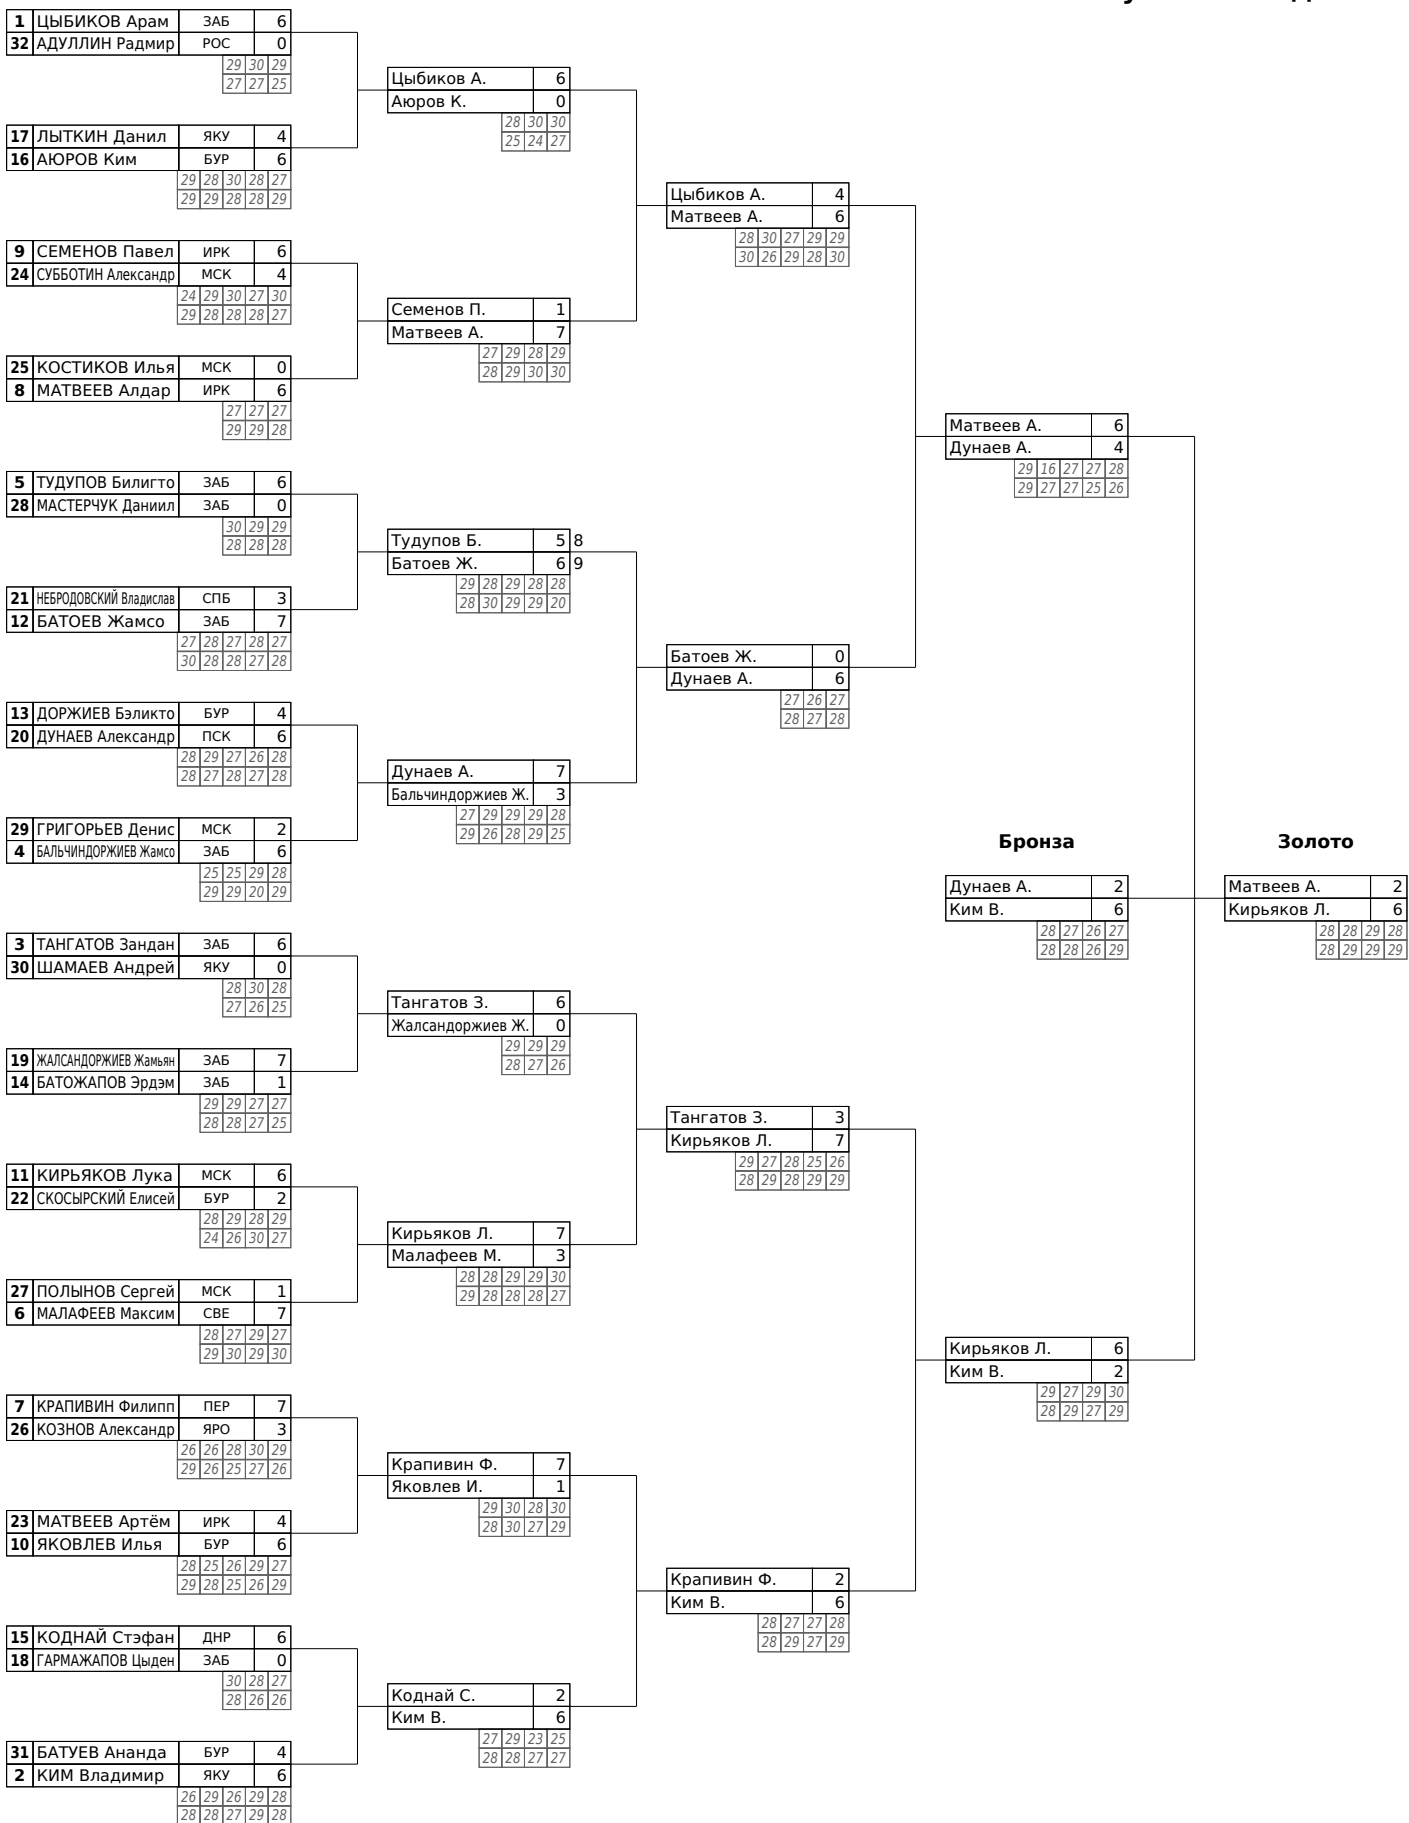 1 ЦЫБИКОВ Арам ЗАБ 6
32 АДУЛЛИН Радмир РОС 0
29 30 29
27 27 25
17 ЛЫТКИН Данил ЯКУ 4
16 АЮРОВ Ким БУР 6
29 28 30 28 27
29 29 28 28 29
9 СЕМЕНОВ Павел ИРК 6
24 СУББОТИН Александр МСК 4
24 29 30 27 30
29 28 28 28 27
25 КОСТИКОВ Илья МСК 0
8 МАТВЕЕВ Алдар ИРК 6
27 27 27
29 29 28
5 ТУДУПОВ Билигто ЗАБ 6
28 МАСТЕРЧУК Даниил ЗАБ 0
30 29 29
28 28 28
21 НЕБРОДОВСКИЙ Владислав СПБ 3
12 БАТОЕВ Жамсо ЗАБ 7
27 28 27 28 27
30 28 28 27 28
13 ДОРЖИЕВ Бэликто БУР 4
20 ДУНАЕВ Александр ПСК 6
28 29 27 26 28
28 27 28 27 28
29 ГРИГОРЬЕВ Денис МСК 2
4 БАЛЬЧИНДОРЖИЕВ Жамсо ЗАБ 6
25 25 29 28
29 29 20 29
3 ТАНГАТОВ Зандан ЗАБ 6
30 ШАМАЕВ Андрей ЯКУ 0
28 30 28
27 26 25
19 ЖАЛСАНДОРЖИЕВ Жамьян ЗАБ 7
14 БАТОЖАПОВ Эрдэм ЗАБ 1
29 29 27 27
28 28 27 25
11 КИРЬЯКОВ Лука МСК 6
22 СКОСЫРСКИЙ Елисей БУР 2
28 29 28 29
24 26 30 27
27 ПОЛЫНОВ Сергей МСК 1
6 МАЛАФЕЕВ Максим СВЕ 7
28 27 29 27
29 30 29 30
7 КРАПИВИН Филипп ПЕР 7
26 КОЗНОВ Александр ЯРО 3
26 26 28 30 29
29 26 25 27 26
23 МАТВЕЕВ Артём ИРК 4
10 ЯКОВЛЕВ Илья БУР 6
28 25 26 29 27
29 28 25 26 29
15 КОДНАЙ Стэфан ДНР 6
18 ГАРМАЖАПОВ Цыден ЗАБ 0
30 28 27
28 26 26
31 БАТУЕВ Ананда БУР 4
2 КИМ Владимир ЯКУ 6
26 29 26 29 28
28 28 27 29 28
Цыбиков А. 6
Аюров К. 0
28 30 30
25 24 27
Семенов П. 1
Матвеев А. 7
27 29 28 29
28 29 30 30
Тудупов Б. 5 8
Батоев Ж. 6 9
29 28 29 28 28
28 30 29 29 20
Дунаев А. 7
Бальчиндоржиев Ж. 3
27 29 29 29 28
29 26 28 29 25
Тангатов З. 6
Жалсандоржиев Ж. 0
29 29 29
28 27 26
Кирьяков Л. 7
Малафеев М. 3
28 28 29 29 30
29 28 28 28 27
Крапивин Ф. 7
Яковлев И. 1
29 30 28 30
28 30 27 29
Коднай С. 2
Ким В. 6
27 29 23 25
28 28 27 27
Цыбиков А. 4
Матвеев А. 6
28 30 27 29 29
30 26 29 28 30
Батоев Ж. 0
Дунаев А. 6
27 26 27
28 27 28
Тангатов З. 3
Кирьяков Л. 7
29 27 28 25 26
28 29 28 29 29
Крапивин Ф. 2
Ким В. 6
28 27 27 28
28 29 27 29
Матвеев А. 6
Дунаев А. 4
29 16 27 27 28
29 27 27 25 26
Кирьяков Л. 6
Ким В. 2
29 27 29 30
28 29 27 29
Бронза
Дунаев А. 2
Ким В. 6
28 27 26 27
28 28 26 29
Золото
Матвеев А. 2
Кирьяков Л. 6
28 28 29 28
28 29 29 29